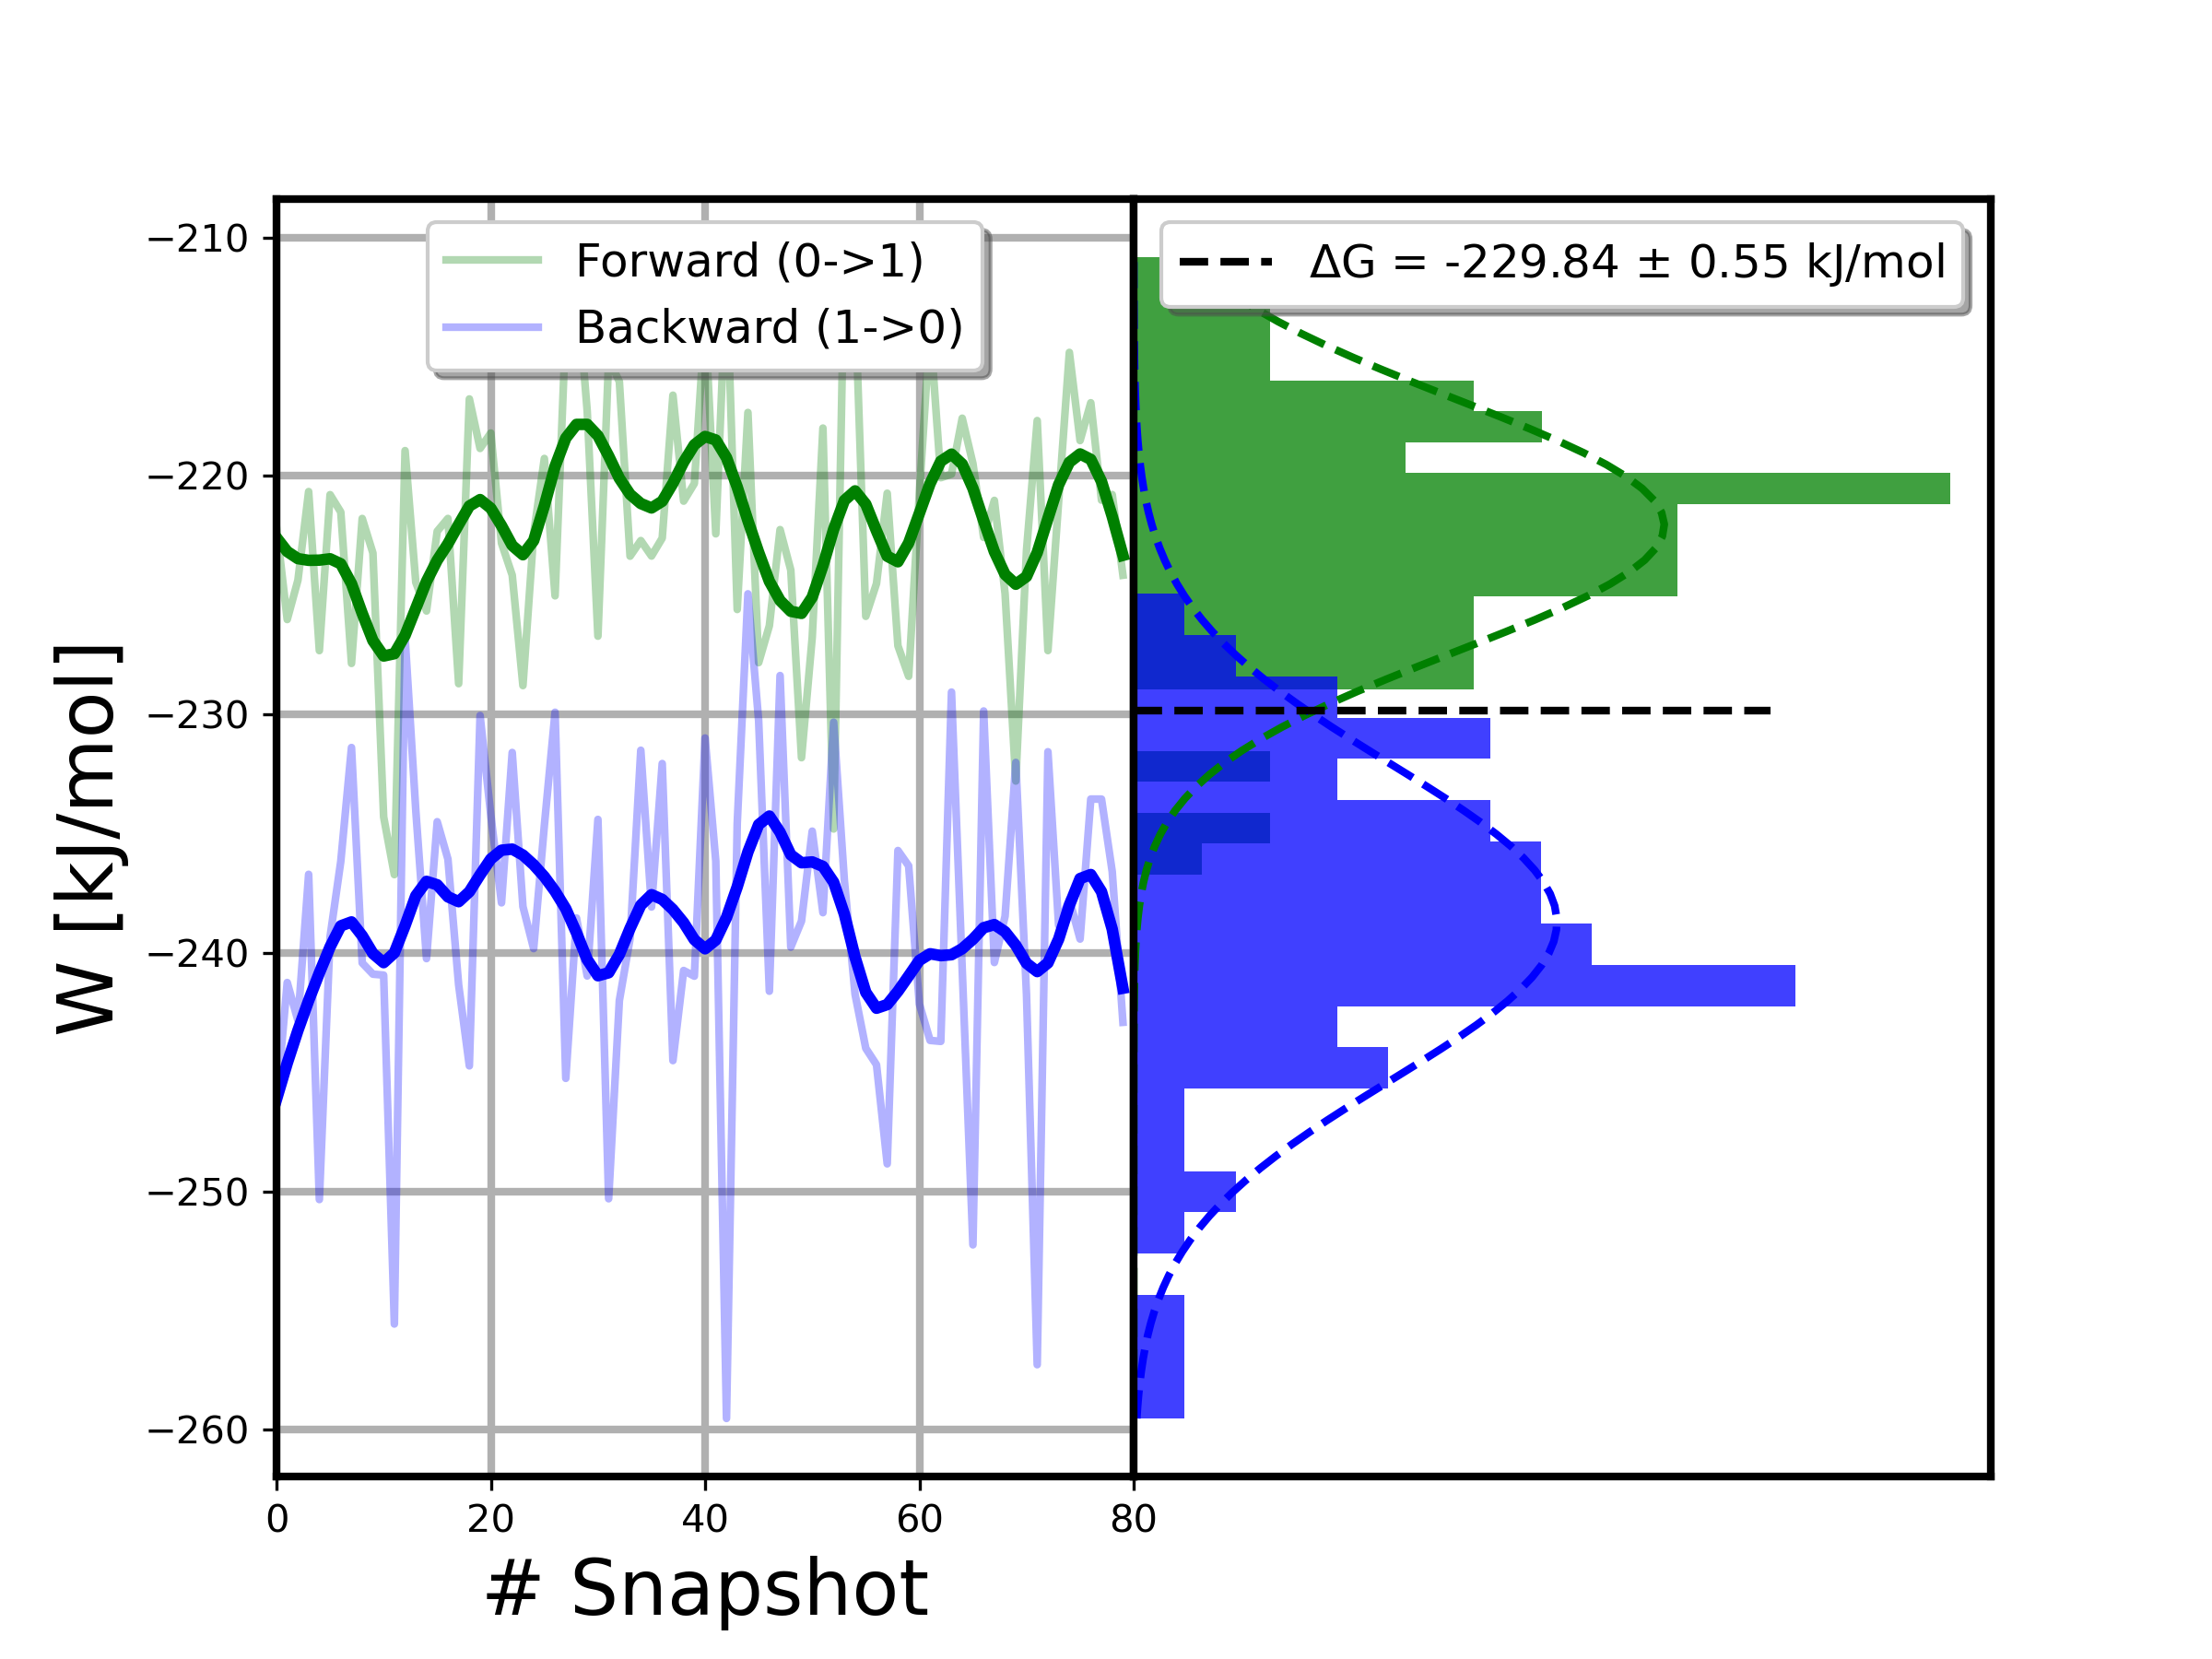 Forward (0->1)
Backward (1->0)
ΔG = -229.84 ± 0.55 kJ/mol
W [kJ/mol]
−210
−220
−230
−240
−250
−260
0 20 40 60 80
# Snapshot